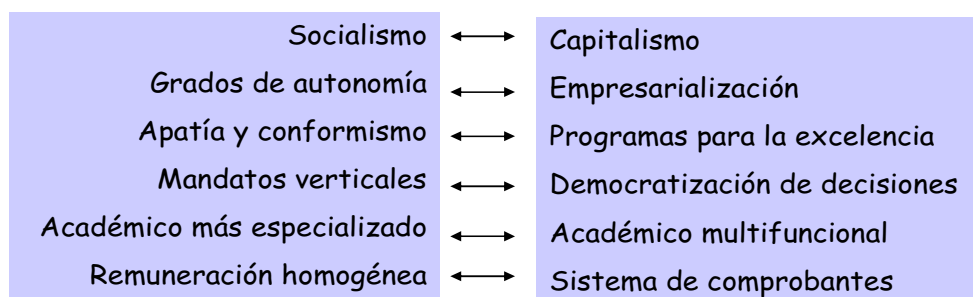 Socialismo ⟷ Capitalismo
Grados de autonomía ⟷ Empresarialización
Apatía y conformismo ⟷ Programas para la excelencia
Mandatos verticales ⟷ Democratización de decisiones
Académico más especializado ⟷ Académico multifuncional
Remuneración homogénea ⟷ Sistema de comprobantes